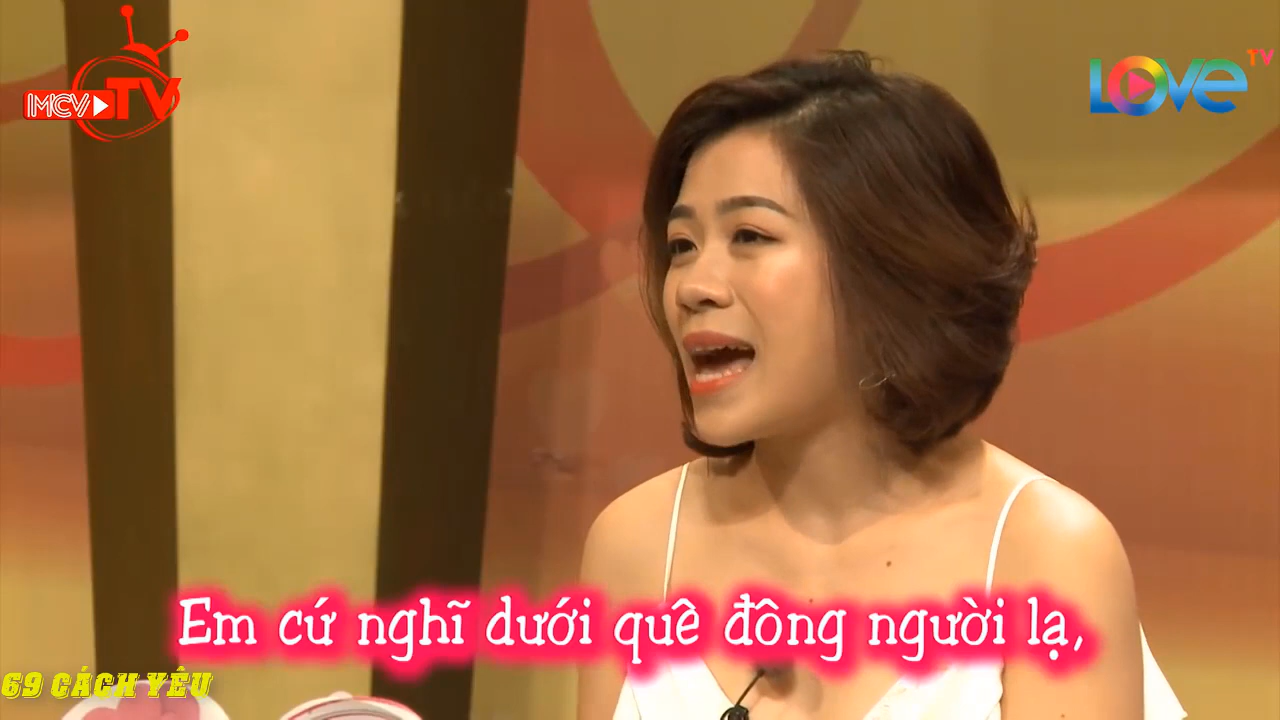 IMCV TV
LOVE TV
Em cứ nghĩ dưới quê đông người lạ,
69 CÁCH YÊU